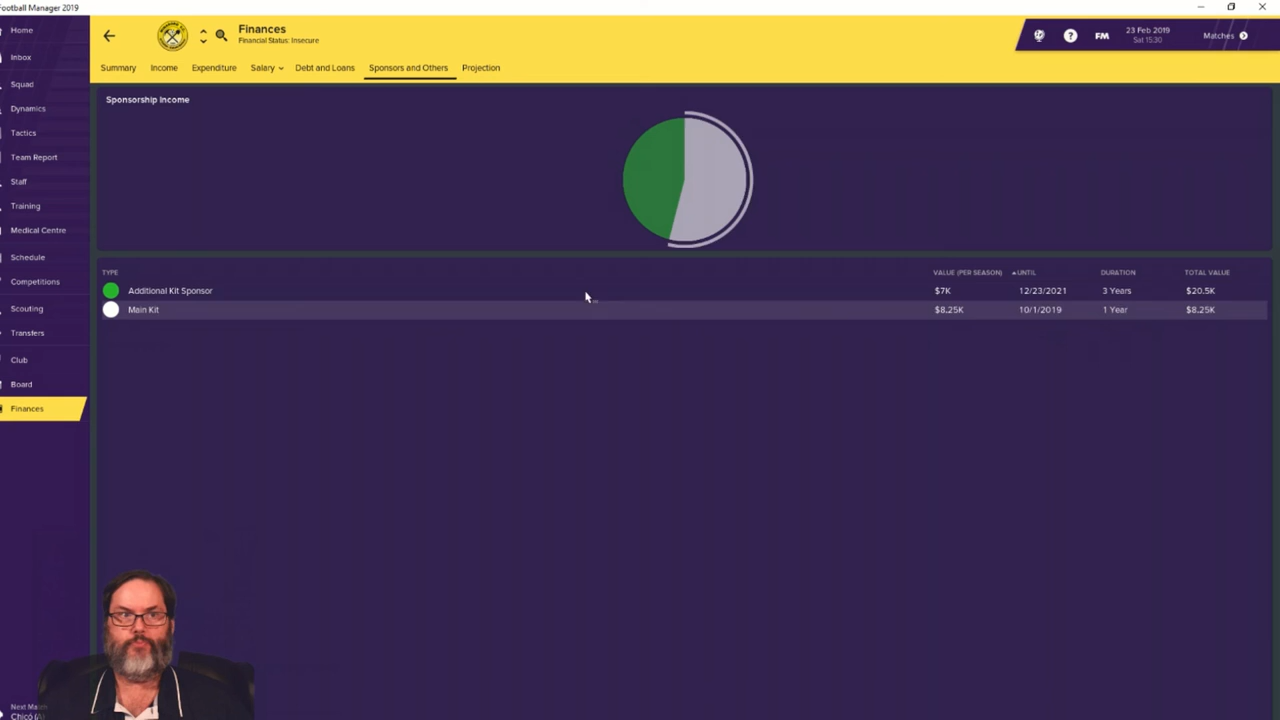 Football Manager 2019
Home
Inbox
Squad
Dynamics
Tactics
Team Report
Staff
Training
Medical Centre
Schedule
Competitions
Scouting
Transfers
Club
Board
Finances
Finances
Financial Status: Insecure
FM
23 Feb 2019
Sat 15:30
Matches
Summary Income Expenditure Salary Debt and Loans Sponsors and Others Projection
Sponsorship Income
TYPE VALUE (PER SEASON) UNTIL DURATION TOTAL VALUE
Additional Kit Sponsor $7K 12/23/2021 3 Years $20.5K
Main Kit $8.25K 10/1/2019 1 Year $8.25K
Next
Chico (A)